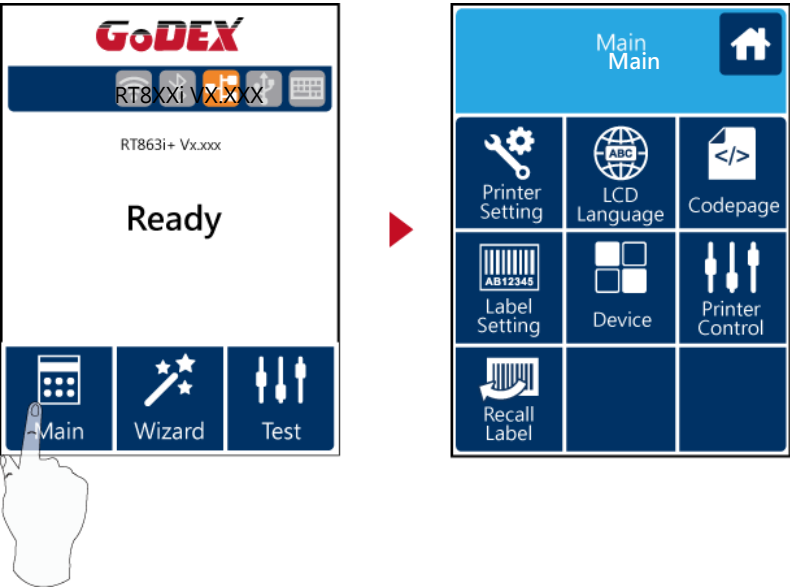 GoDEX
RT8XXi VX.XXX
RT863i+ Vx.xxx
Ready
Main
Wizard
Test
Main
Main
Printer
Setting
LCD
Language
ABC
Codepage
</>
Label
Setting
AB12345
Device
Printer
Control
Recall
Label